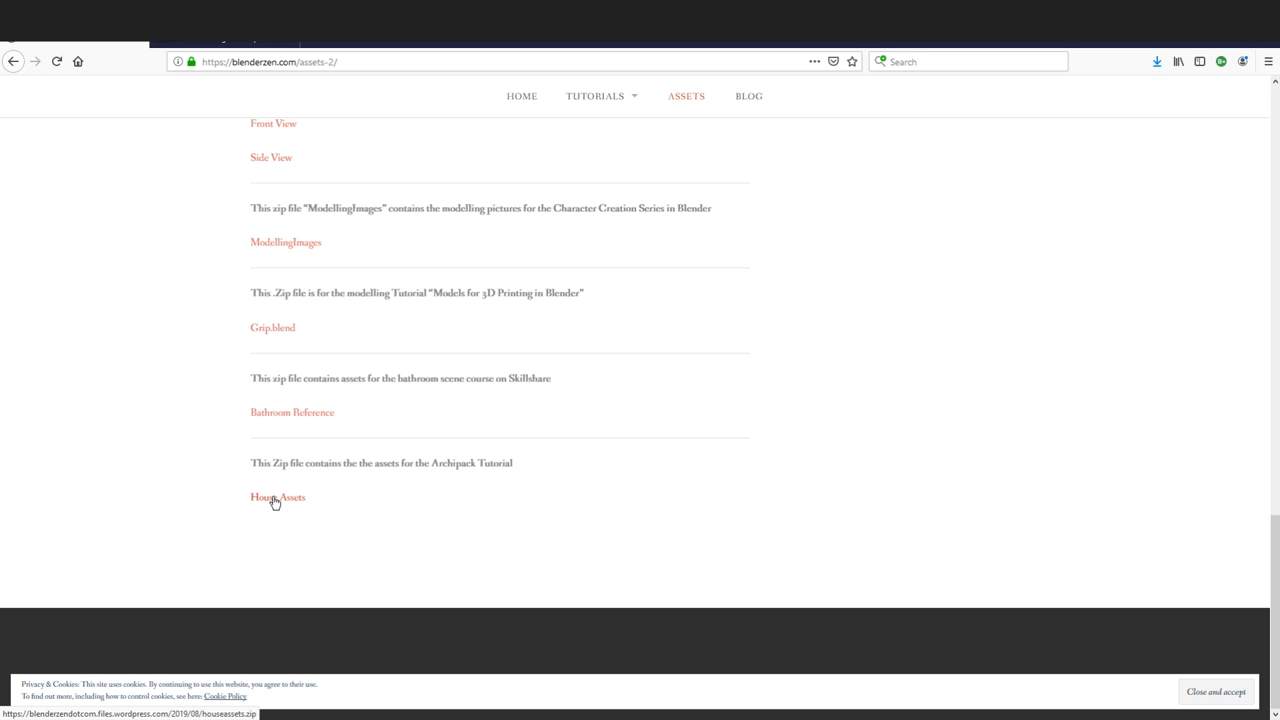 https://blenderzen.com/assets-2/
Search
HOME
TUTORIALS
ASSETS
BLOG
Front View
Side View
This zip file “ModellingImages” contains the modelling pictures for the Character Creation Series in Blender
ModellingImages
This .Zip file is for the modelling Tutorial “Models for 3D Printing in Blender”
Grip.blend
This zip file contains assets for the bathroom scene course on Skillshare
Bathroom Reference
This Zip file contains the the assets for the Archipack Tutorial
House Assets
Privacy & Cookies: This site uses cookies. By continuing to use this website, you agree to their use.
To find out more, including how to control cookies, see here: Cookie Policy
Close and accept
https://blenderzendotcom.files.wordpress.com/2019/08/houseassets.zip